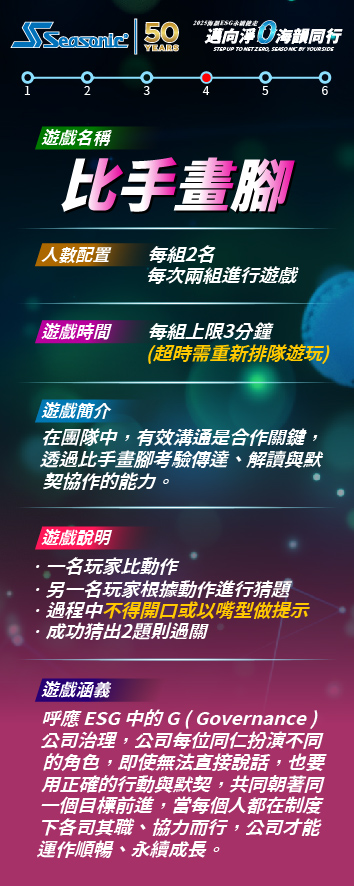 Seasonic
50
YEARS
2025海韻ESG永續健走
邁向淨0 海韻同行
STEP UP TO NET ZERO, SEASONIC BY YOUR SIDE
1 2 3 4 5 6
遊戲名稱
比手畫腳
人數配置
每組2名
每次兩組進行遊戲
遊戲時間
每組上限3分鐘
(超時需重新排隊遊玩)
遊戲簡介
在團隊中，有效溝通是合作關鍵，
透過比手畫腳考驗傳達、解讀與默
契協作的能力。
遊戲說明
· 一名玩家比動作
· 另一名玩家根據動作進行猜題
· 過程中不得開口或以嘴型做提示
· 成功猜出2題則過關
遊戲涵義
呼應 ESG 中的 G ( Governance )
公司治理，公司每位同仁扮演不同
的角色，即使無法直接說話，也要
用正確的行動與默契，共同朝著同
一個目標前進，當每個人都在制度
下各司其職、協力而行，公司才能
運作順暢、永續成長。